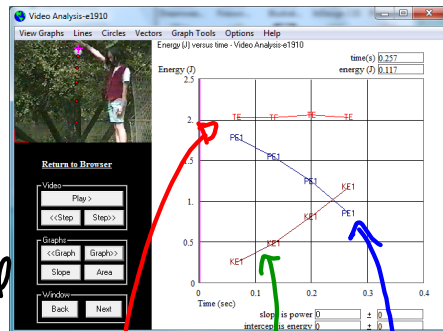 Video Analysis-e1910
View Graphs Lines Circles Vectors Graph Tools Options Help
Energy (J) versus time - Video Analysis-e1910
time(s) 0.257
energy (J) 0.117
Energy (J)
2.5
2.
1.5
1
0.5
0
0 0.1 0.2 0.3 0.4
Time (sec)
TE TE TE TE
PE1 PE1 PE1 PE1
KE1 KE1 KE1 KE1
slope is power 0 ± 0
intercept is energy 0 ± 0
Return to Browser
Video
Play>
<<Step Step>>
Graphs
<<Graph Graph>>
Slope Area
Window
Back Next